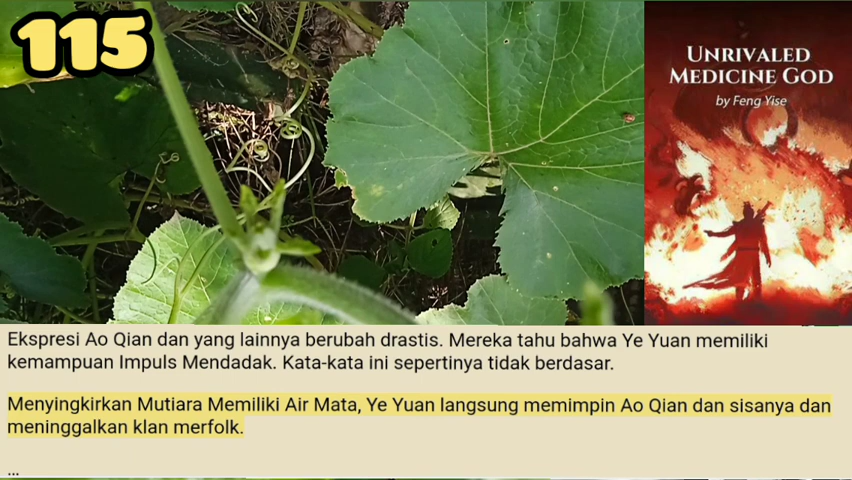 115
UNRIVALED
MEDICINE GOD
by Feng Yise
Ekspresi Ao Qian dan yang lainnya berubah drastis. Mereka tahu bahwa Ye Yuan memiliki
kemampuan Impuls Mendadak. Kata-kata ini sepertinya tidak berdasar.
Menyingkirkan Mutiara Memiliki Air Mata, Ye Yuan langsung memimpin Ao Qian dan sisanya dan
meninggalkan klan merfolk.
...